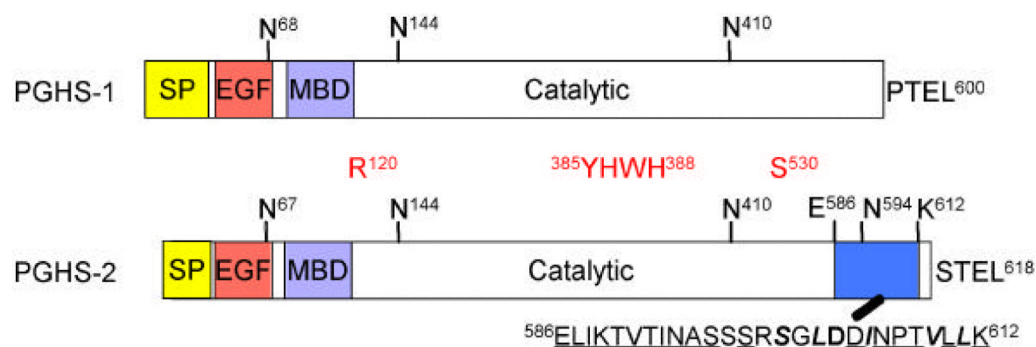 N⁶⁸ N¹⁴⁴ N⁴¹⁰
PGHS-1 SP EGF MBD Catalytic PTEL⁶⁰⁰
R¹²⁰ ³⁸⁵YHWH³⁸⁸ S⁵³⁰
N⁶⁷ N¹⁴⁴ N⁴¹⁰ E⁵⁸⁶ N⁵⁹⁴ K⁶¹²
PGHS-2 SP EGF MBD Catalytic STEL⁶¹⁸
⁵⁸⁶ELIKTVTINASSSRSGLDDINPTVLLK⁶¹²